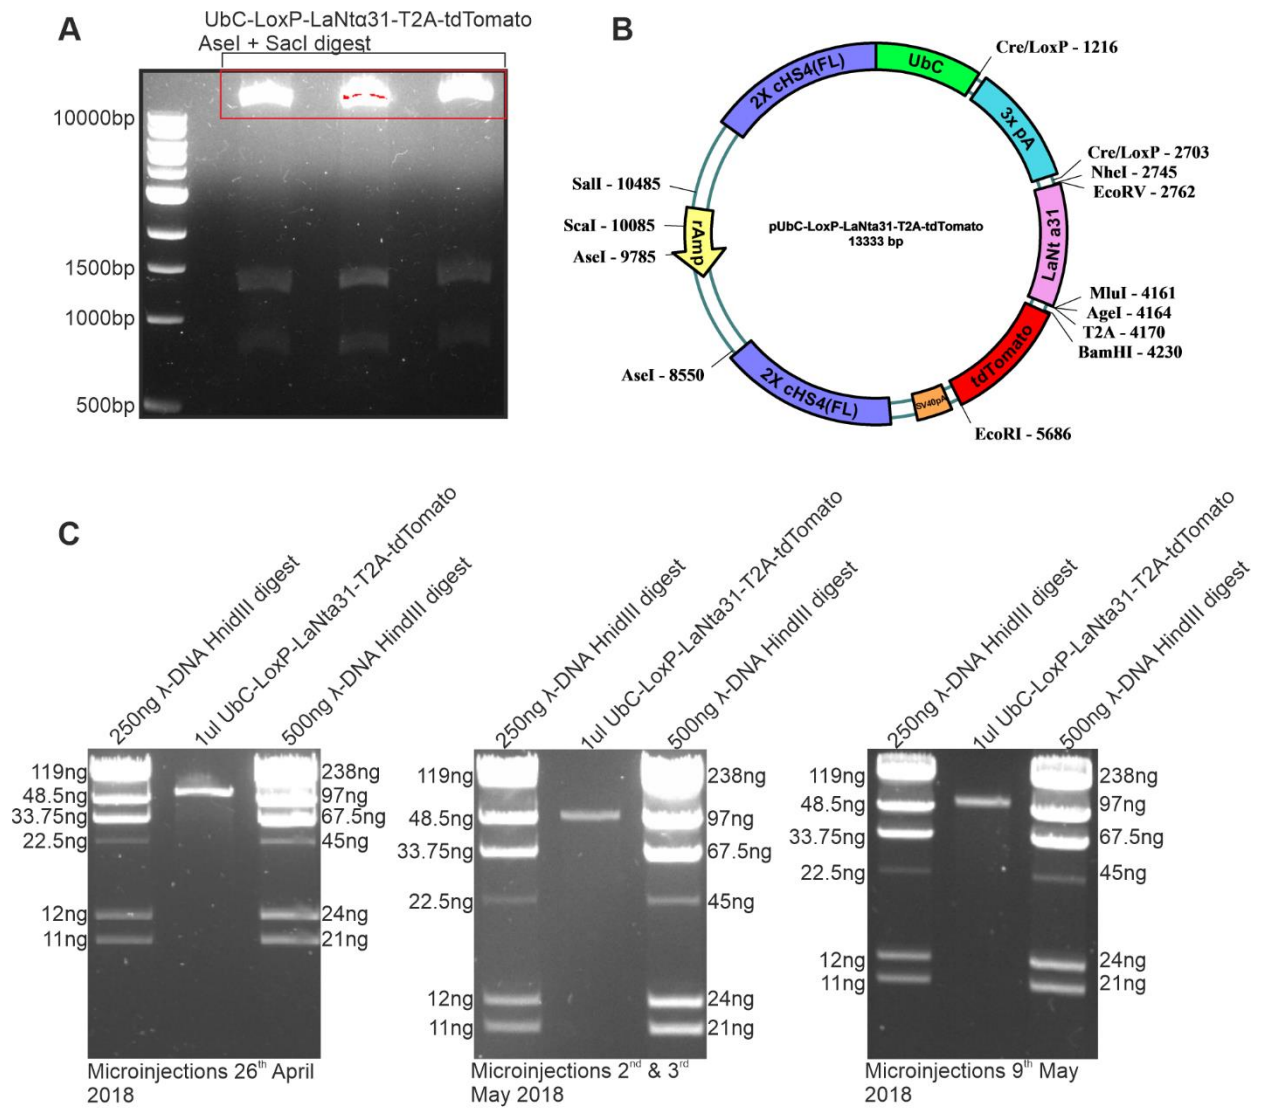 A
UbC-LoxP-LaNtα31-T2A-tdTomato
AseI + SacI digest
10000bp
1500bp
1000bp
500bp
B
2X cHS4(FL)
UbC
Cre/LoxP - 1216
3x pA
Cre/LoxP - 2703
NheI - 2745
EcoRV - 2762
LaNt a31
MluI - 4161
AgeI - 4164
T2A - 4170
BamHI - 4230
tdTomato
EcoRI - 5686
SV40pA
2X cHS4(FL)
AseI - 8550
AseI - 9785
rAmp
ScaI - 10085
SalI - 10485
pUbC-LoxP-LaNta31-T2A-tdTomato
13333 bp
C
250ng λ-DNA HnidIII digest
1ul UbC-LoxP-LaNta31-T2A-tdTomato
500ng λ-DNA HindIII digest
119ng
48.5ng
33.75ng
22.5ng
12ng
11ng
238ng
97ng
67.5ng
45ng
24ng
21ng
Microinjections 26th April
2018
250ng λ-DNA HnidIII digest
1ul UbC-LoxP-LaNta31-T2A-tdTomato
500ng λ-DNA HindIII digest
119ng
48.5ng
33.75ng
22.5ng
12ng
11ng
238ng
97ng
67.5ng
45ng
24ng
21ng
Microinjections 2nd & 3rd
May 2018
250ng λ-DNA HnidIII digest
1ul UbC-LoxP-LaNta31-T2A-tdTomato
500ng λ-DNA HindIII digest
119ng
48.5ng
33.75ng
22.5ng
12ng
11ng
238ng
97ng
67.5ng
45ng
24ng
21ng
Microinjections 9th May
2018